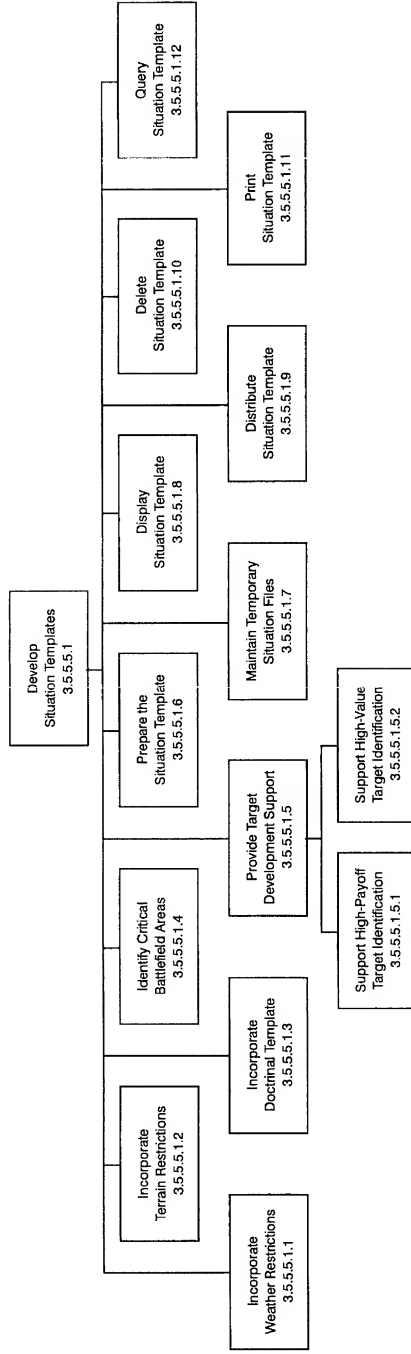 Develop
Situation Templates
3.5.5.5.1
Incorporate
Weather Restrictions
3.5.5.5.1.1
Incorporate
Terrain Restrictions
3.5.5.5.1.2
Incorporate
Doctrinal Template
3.5.5.5.1.3
Identify Critical
Battlefield Areas
3.5.5.5.1.4
Provide Target
Development Support
3.5.5.5.1.5
Support High-Payoff
Target Identification
3.5.5.5.1.5.1
Support High-Value
Target Identification
3.5.5.5.1.5.2
Prepare the
Situation Template
3.5.5.5.1.6
Maintain Temporary
Situation Files
3.5.5.5.1.7
Display
Situation Template
3.5.5.5.1.8
Distribute
Situation Template
3.5.5.5.1.9
Delete
Situation Template
3.5.5.5.1.10
Print
Situation Template
3.5.5.5.1.11
Query
Situation Template
3.5.5.5.1.12